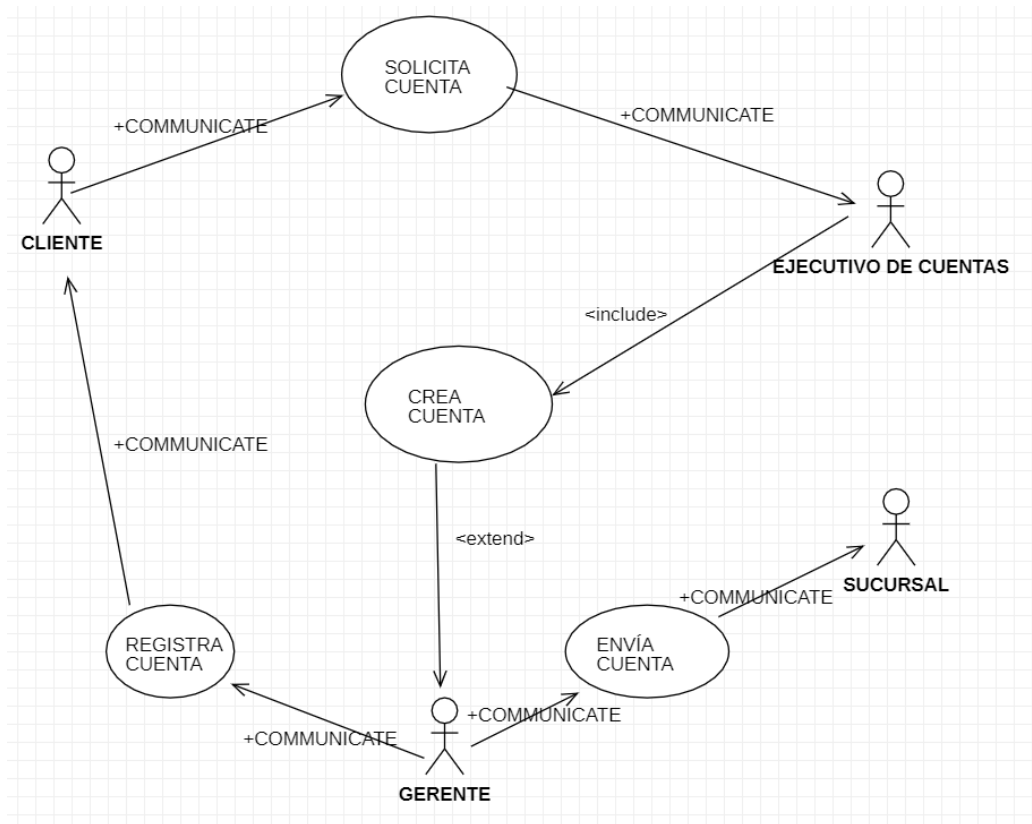 SOLICITA
CUENTA
+COMMUNICATE
+COMMUNICATE
CLIENTE
EJECUTIVO DE CUENTAS
<include>
CREA
CUENTA
+COMMUNICATE
<extend>
SUCURSAL
+COMMUNICATE
REGISTRA
CUENTA
ENVÍA
CUENTA
+COMMUNICATE
+COMMUNICATE
GERENTE